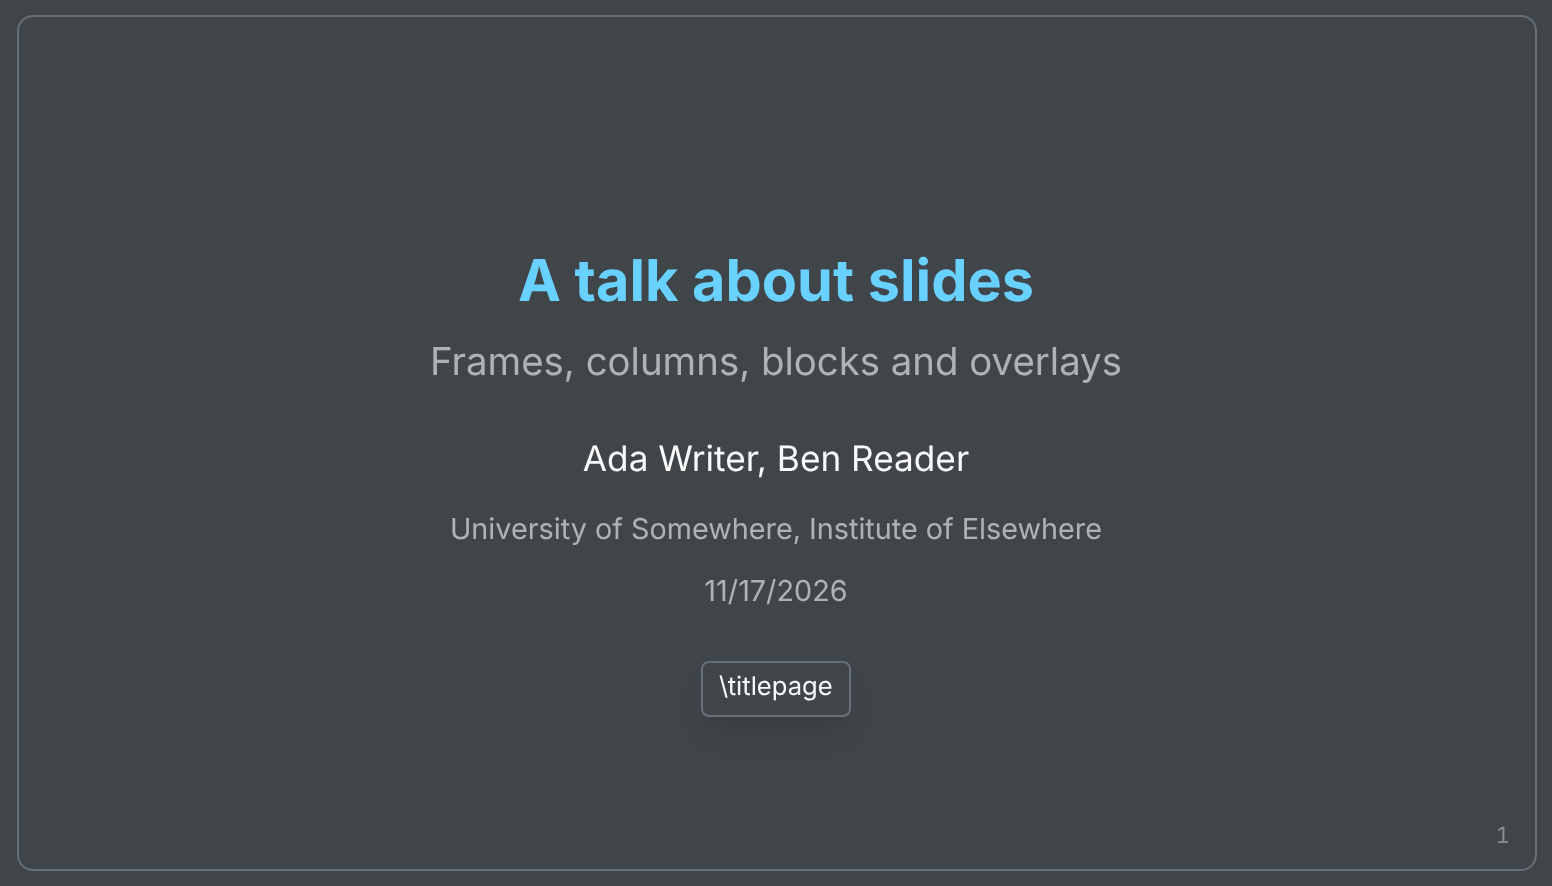 A talk about slides
Frames, columns, blocks and overlays
Ada Writer, Ben Reader
University of Somewhere, Institute of Elsewhere
11/17/2026
\titlepage
1